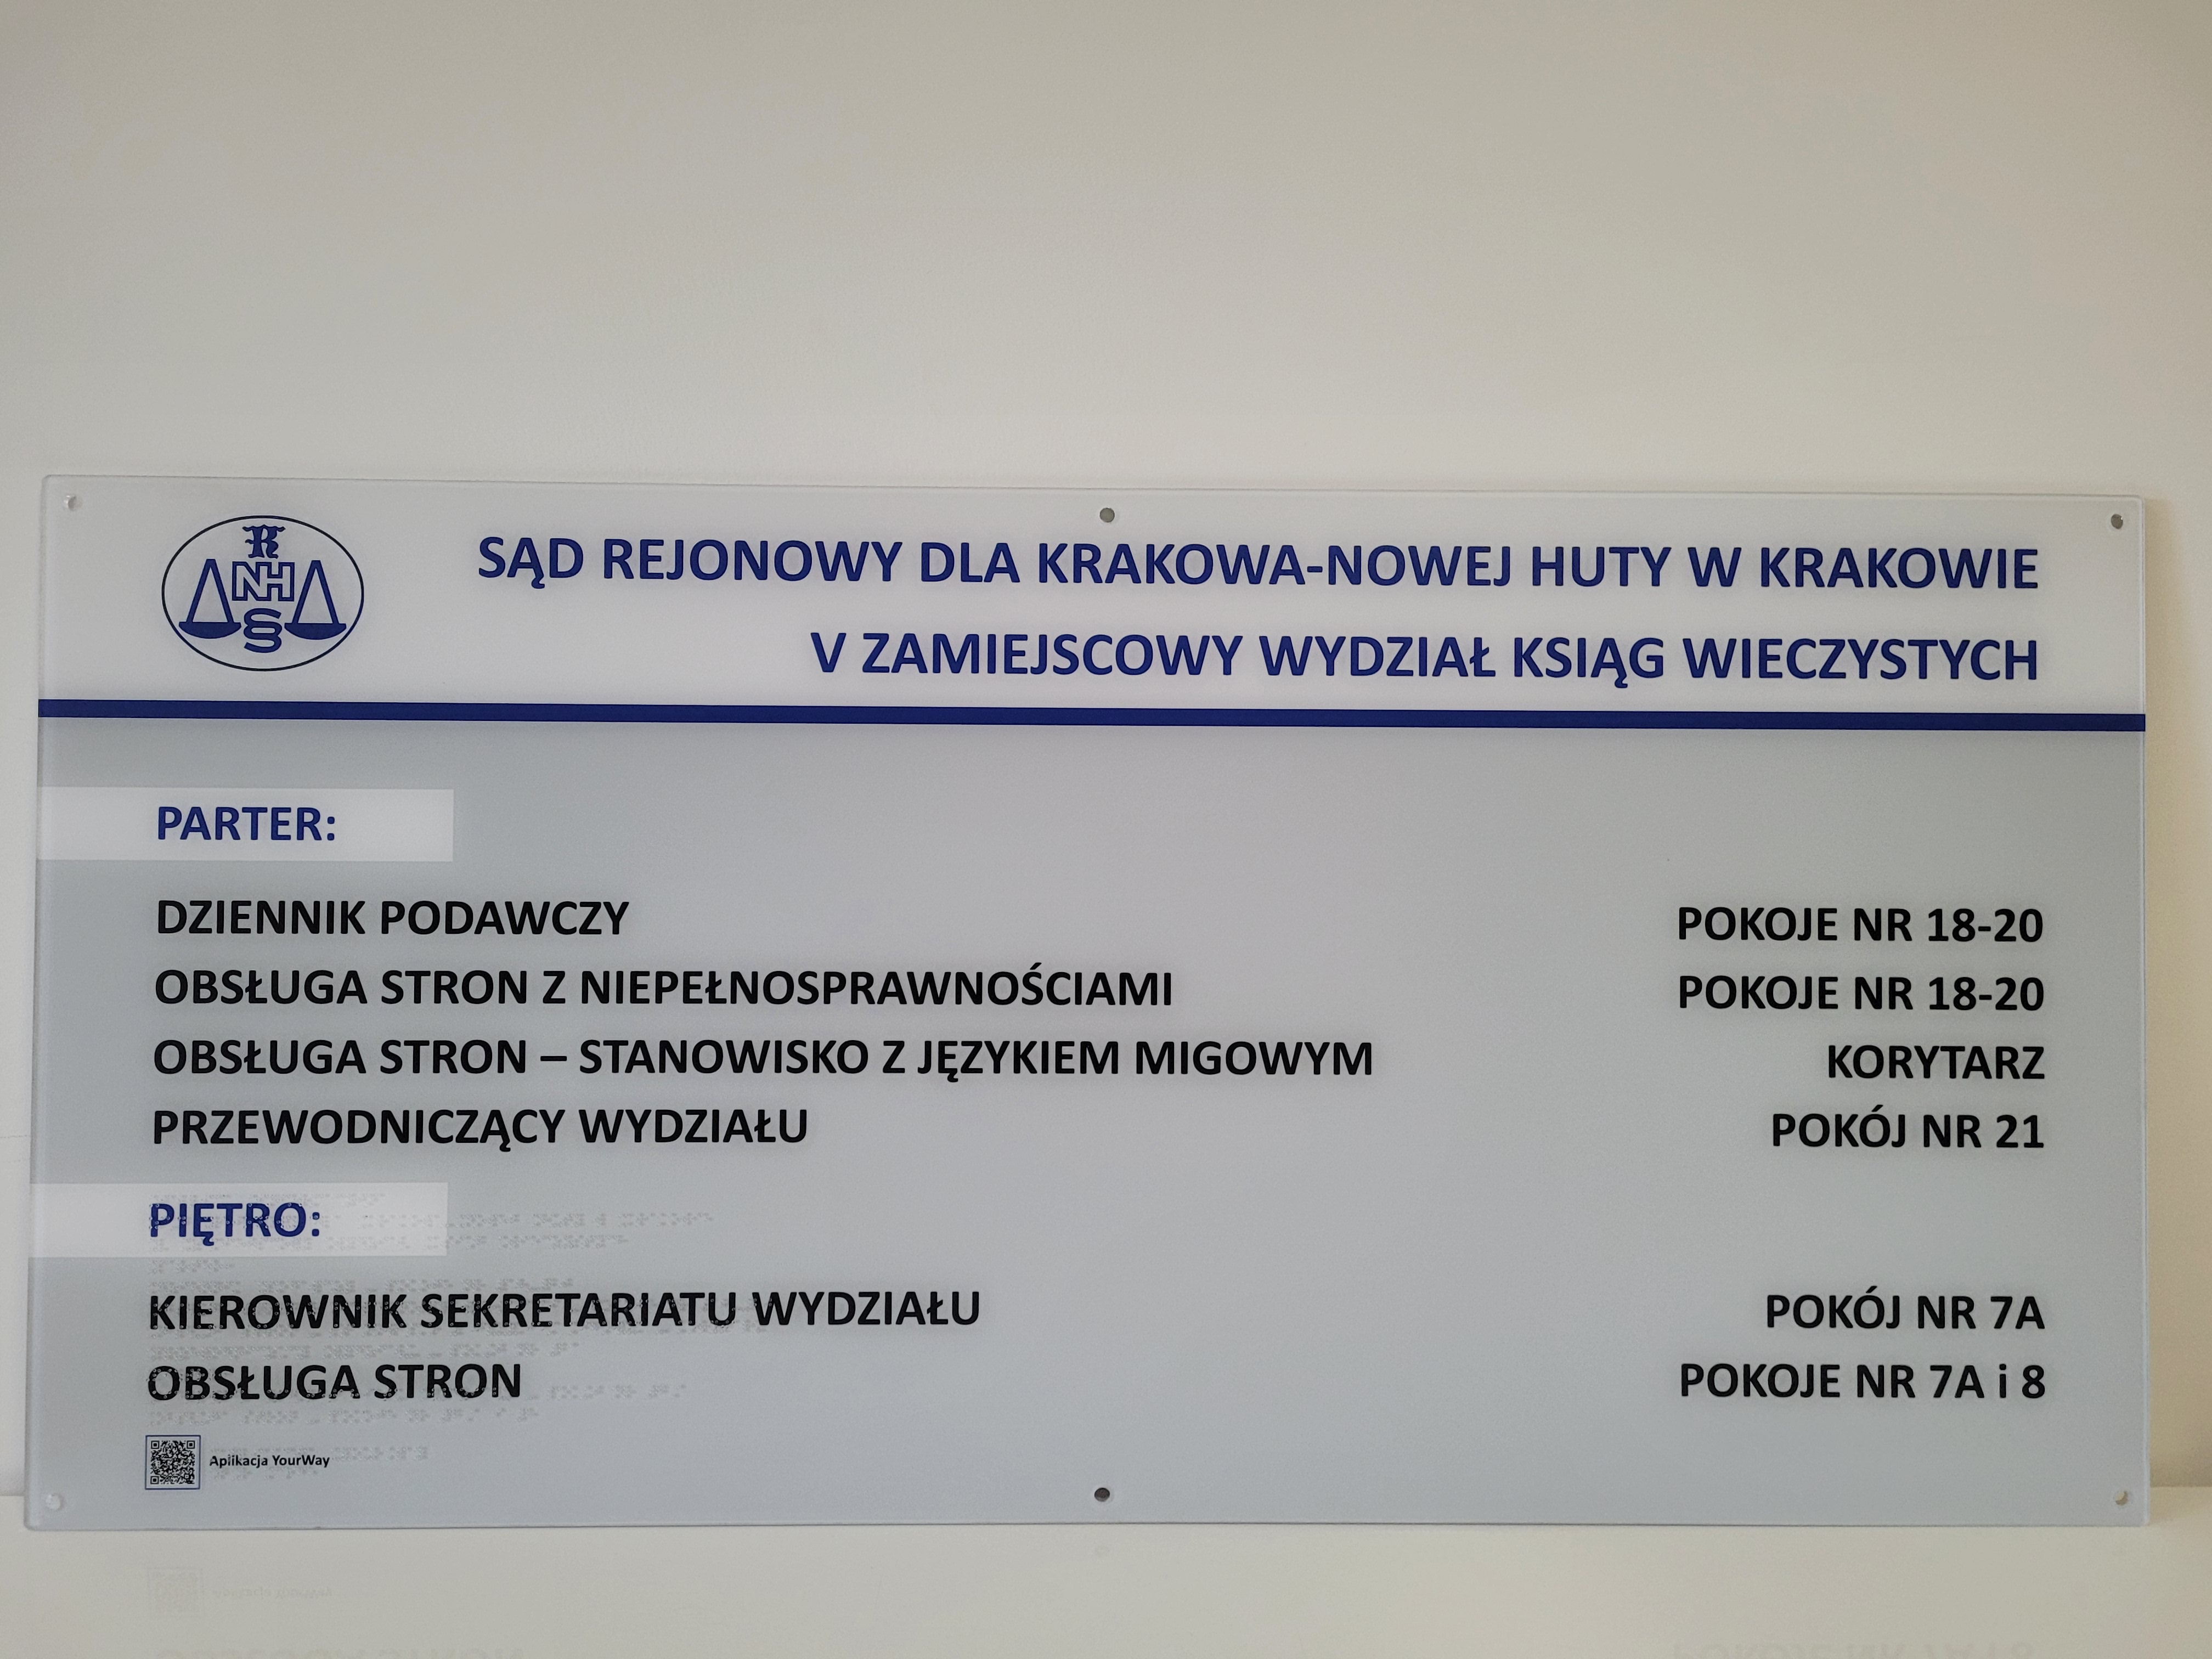 R
NH
§
SĄD REJONOWY DLA KRAKOWA-NOWEJ HUTY W KRAKOWIE
V ZAMIEJSCOWY WYDZIAŁ KSIĄG WIECZYSTYCH
PARTER:
DZIENNIK PODAWCZY POKOJE NR 18-20
OBSŁUGA STRON Z NIEPEŁNOSPRAWNOŚCIAMI POKOJE NR 18-20
OBSŁUGA STRON – STANOWISKO Z JĘZYKIEM MIGOWYM KORYTARZ
PRZEWODNICZĄCY WYDZIAŁU POKÓJ NR 21
PIĘTRO:
KIEROWNIK SEKRETARIATU WYDZIAŁU POKÓJ NR 7A
OBSŁUGA STRON POKOJE NR 7A i 8
Aplikacja YourWay